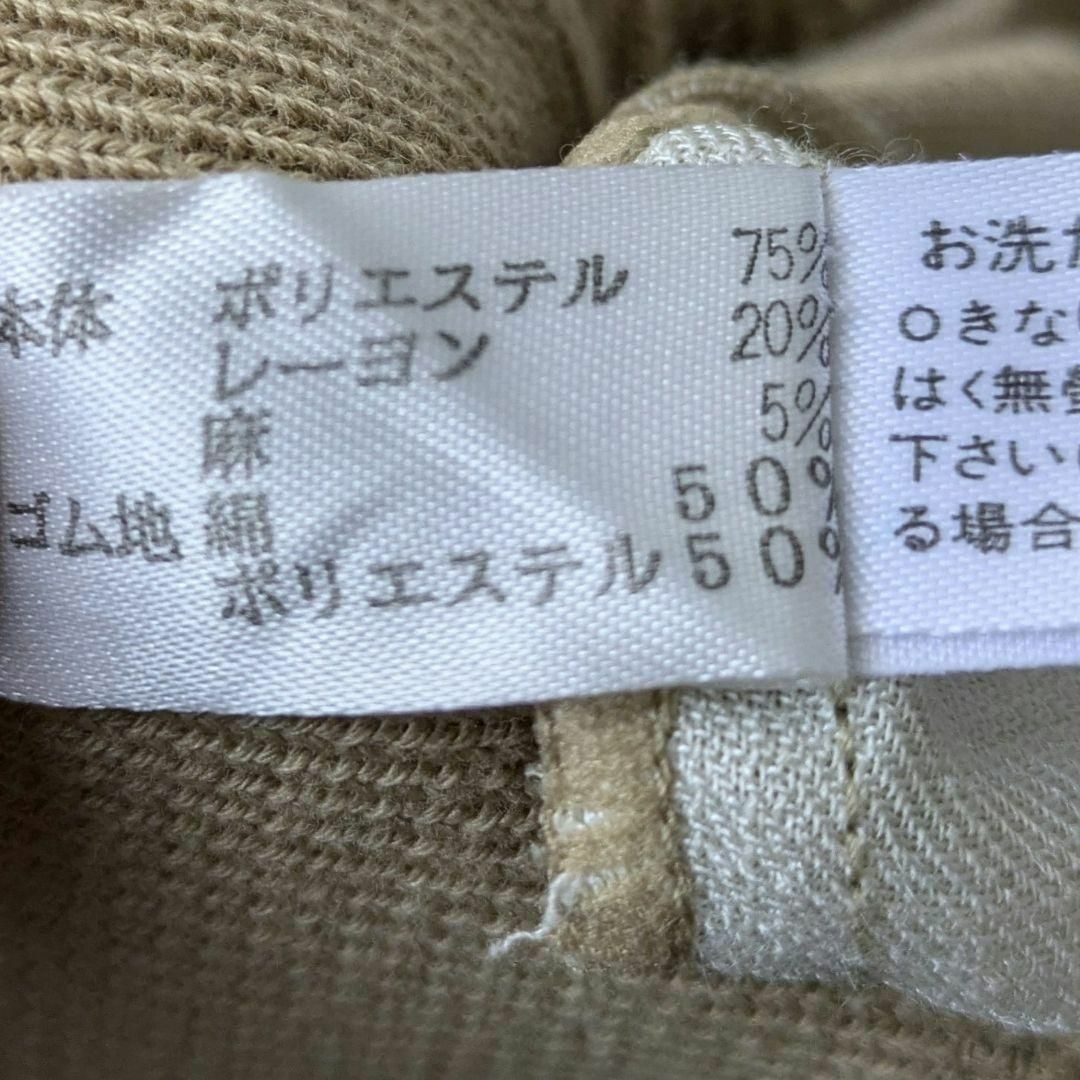 本体 ポリエステル 75%
レーヨン 20%
麻 5%
ゴム地 綿 50%
ポリエステル 50%
お洗
○きな
はく無
下さい
る場合